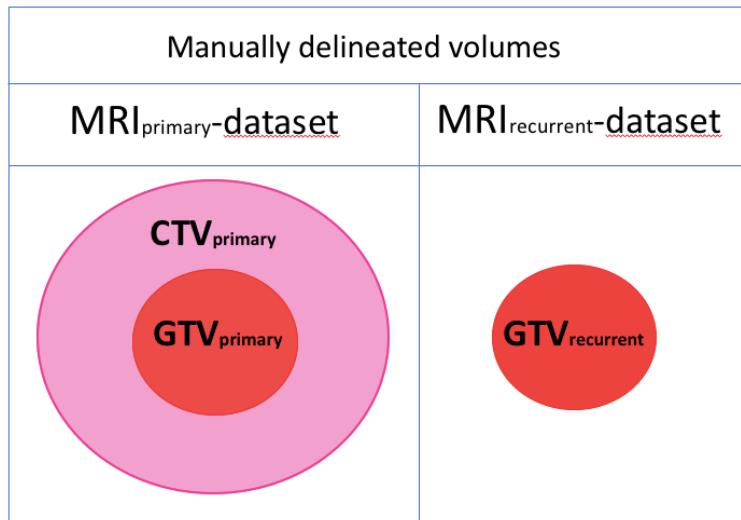 Manually delineated volumes
MRIprimary-dataset
MRIrecurrent-dataset
CTVprimary
GTVprimary
GTVrecurrent